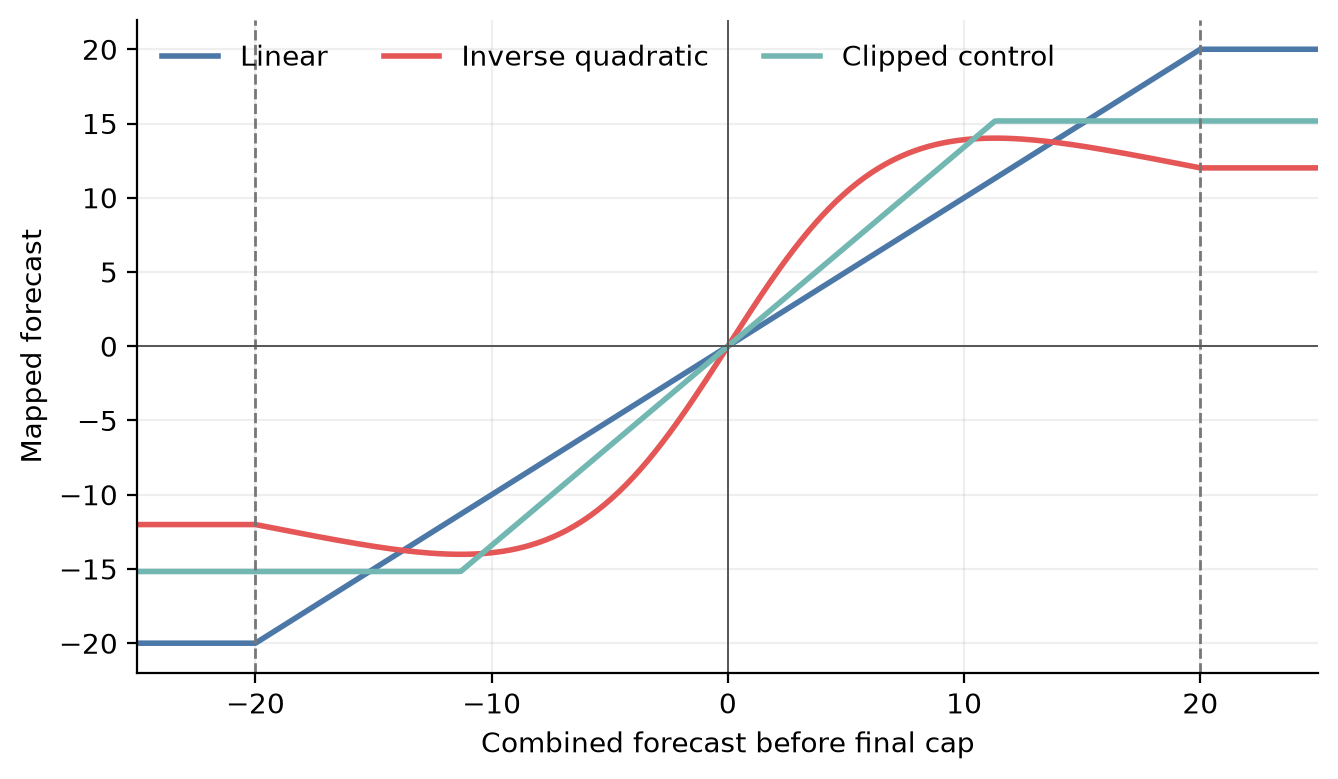 Linear Inverse quadratic Clipped control
Mapped forecast
20
15
10
5
0
−5
−10
−15
−20
−20 −10 0 10 20
Combined forecast before final cap